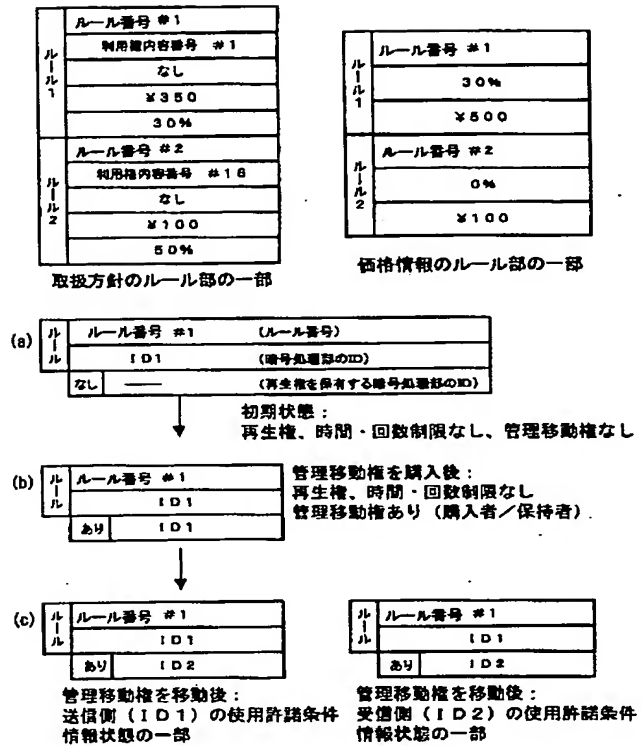 ルール1
ルール番号 #1
利用権内容番号 #1
なし
¥350
30%
ルール2
ルール番号 #2
利用権内容番号 #16
なし
¥100
50%
取扱方針のルール部の一部
ルール1
ルール番号 #1
30%
¥500
ルール2
ルール番号 #2
0%
¥100
価格情報のルール部の一部
(a)
ルール
ルール番号 #1 (ルール番号)
ID1 (暗号処理部のID)
なし —— (再生権を保有する暗号処理部のID)
初期状態:
再生権、時間・回数制限なし、管理移動権なし
(b)
ルール
ルール番号 #1
ID1
あり ID1
管理移動権を購入後:
再生権、時間・回数制限なし
管理移動権あり(購入者/保持者)
(c)
ルール
ルール番号 #1
ID1
あり ID2
管理移動権を移動後:
送信側(ID1)の使用許諾条件
情報状態の一部
ルール
ルール番号 #1
ID1
あり ID2
管理移動権を移動後:
受信側(ID2)の使用許諾条件
情報状態の一部